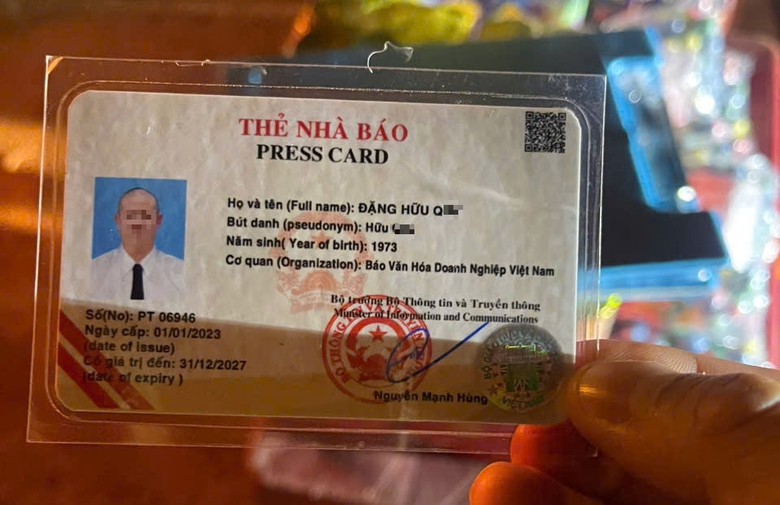 THẺ NHÀ BÁO
PRESS CARD
Họ và tên (Full name): ĐẶNG HỮU Q
Bút danh (pseudonym): Hữu
Năm sinh( Year of birth): 1973
Cơ quan (Organization): Báo Văn Hóa Doanh Nghiệp Việt Nam
Bộ trưởng Bộ Thông tin và Truyền thông
Minister of Information and Communications
Số(No): PT 06946
Ngày cấp: 01/01/2023
(date of issue)
Có giá trị đến: 31/12/2027
(date of expiry )
Nguyễn Mạnh Hùng